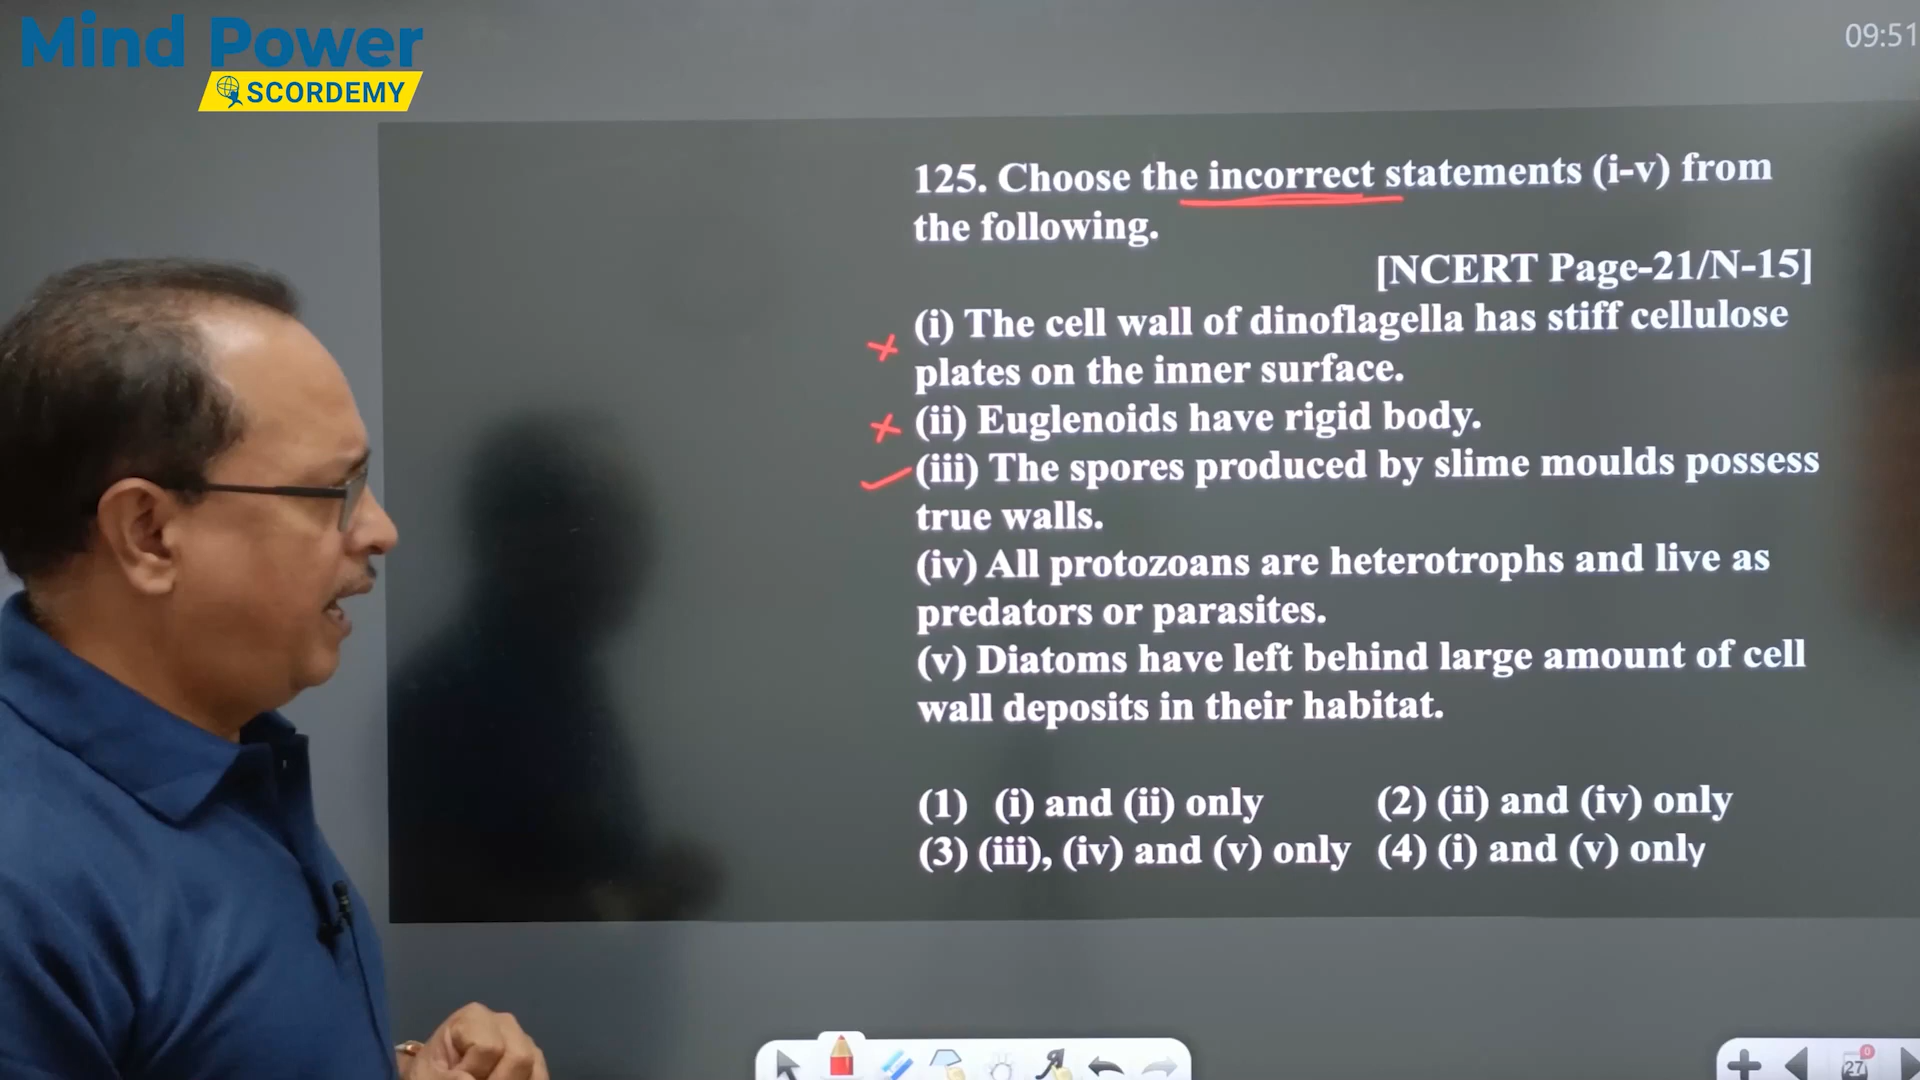 Mind Power
SCORDEMY
09:51
125. Choose the incorrect statements (i-v) from
the following.
[NCERT Page-21/N-15]
(i) The cell wall of dinoflagella has stiff cellulose
plates on the inner surface.
(ii) Euglenoids have rigid body.
(iii) The spores produced by slime moulds possess
true walls.
(iv) All protozoans are heterotrophs and live as
predators or parasites.
(v) Diatoms have left behind large amount of cell
wall deposits in their habitat.
(1) (i) and (ii) only (2) (ii) and (iv) only
(3) (iii), (iv) and (v) only (4) (i) and (v) only
27
0